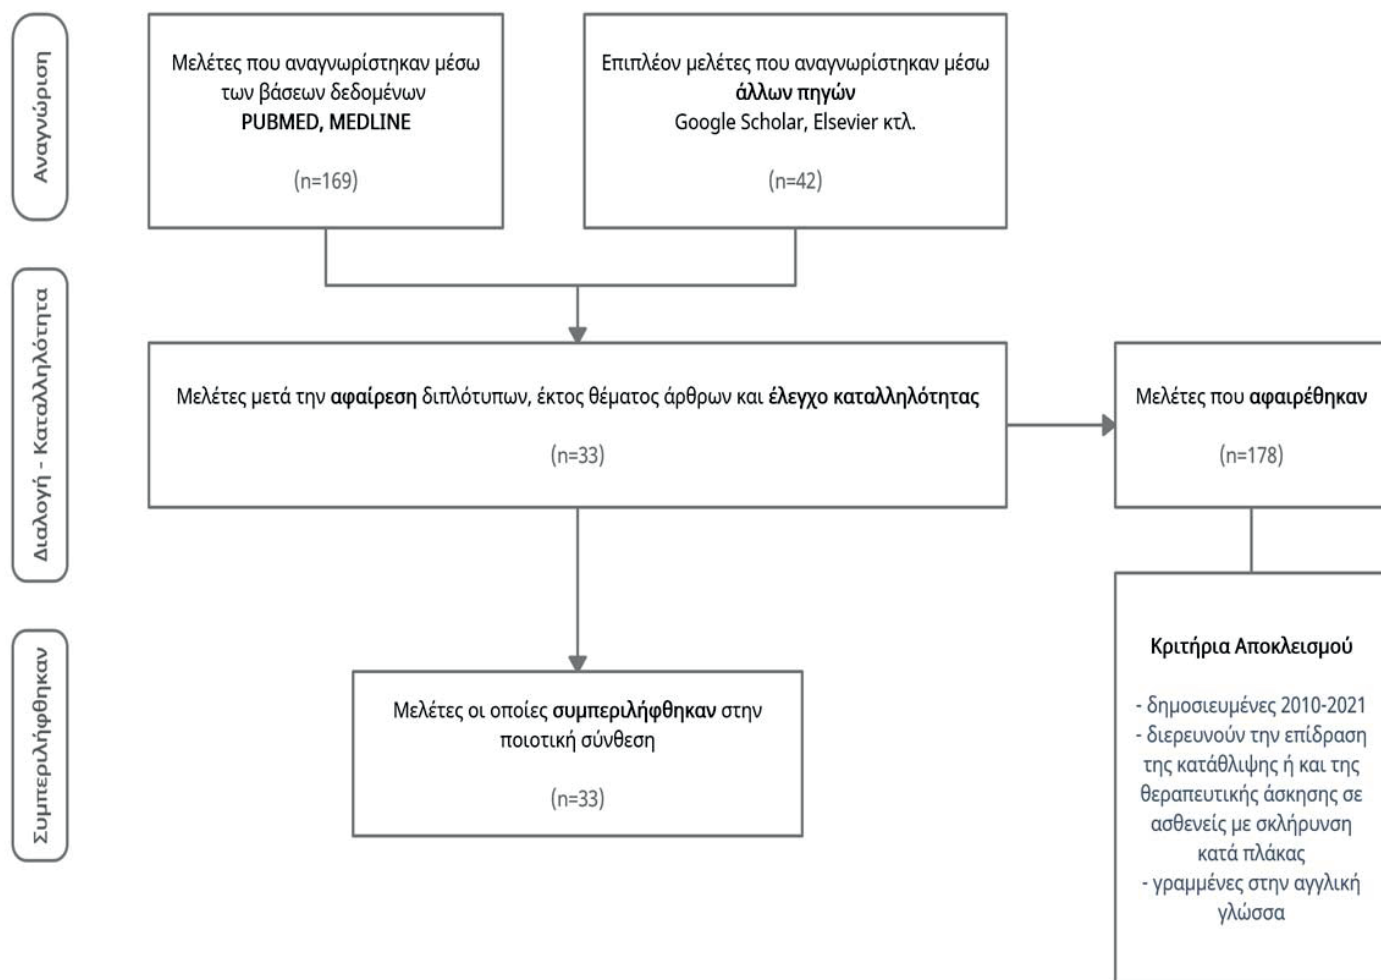 Αναγνώριση
Μελέτες που αναγνωρίστηκαν μέσω
των βάσεων δεδομένων
PUBMED, MEDLINE
(n=169)
Επιπλέον μελέτες που αναγνωρίστηκαν μέσω
άλλων πηγών
Google Scholar, Elsevier κτλ.
(n=42)
Διαλογή - Καταλληλότητα
Μελέτες μετά την αφαίρεση διπλότυπων, έκτος θέματος άρθρων και έλεγχο καταλληλότητας
(n=33)
Μελέτες που αφαιρέθηκαν
(n=178)
Κριτήρια Αποκλεισμού
- δημοσιευμένες 2010-2021
- διερευνούν την επίδραση
της κατάθλιψης ή και της
θεραπευτικής άσκησης σε
ασθενείς με σκλήρυνση
κατά πλάκας
- γραμμένες στην αγγλική
γλώσσα
Συμπεριλήφθηκαν
Μελέτες οι οποίες συμπεριλήφθηκαν στην
ποιοτική σύνθεση
(n=33)